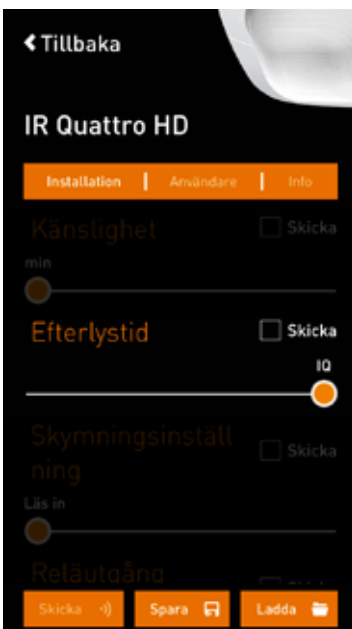 Tillbaka
IR Quattro HD
Installation Användare Info
Känslighet Skicka
min
Efterlystid Skicka
IQ
Skymningsinställ
ning Skicka
Läs in
Reläutgång
Skicka Spara Ladda